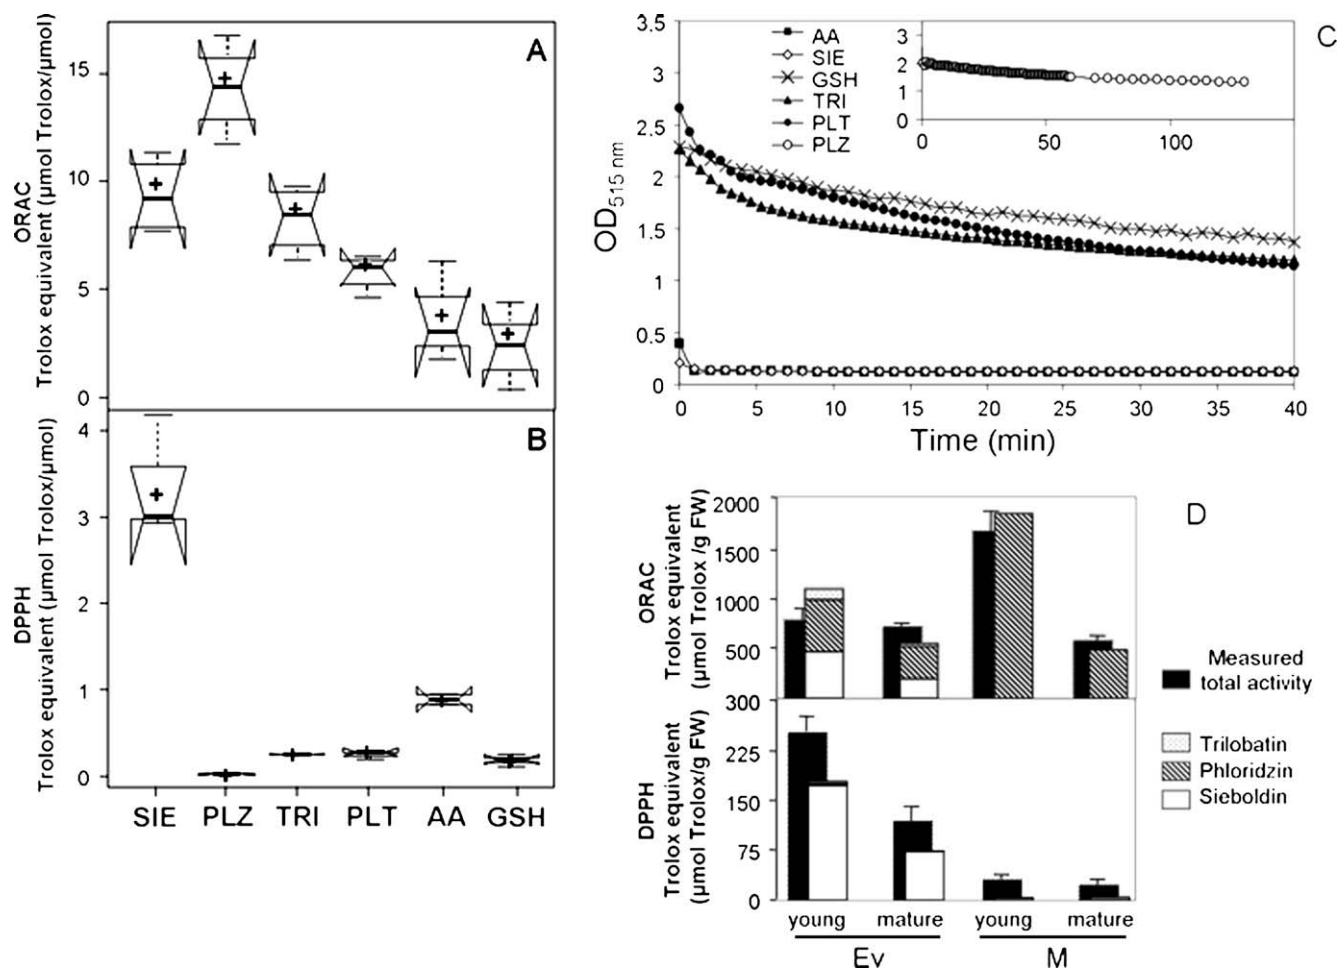 A
ORAC
Trolox equivalent (µmol Trolox/µmol)
15
10
5
0
B
DPPH
Trolox equivalent (µmol Trolox/µmol)
4
3
2
1
0
SIE PLZ TRI PLT AA GSH
C
3.5
3
2.5
2
1.5
1
0.5
0
OD515 nm
AA
SIE
GSH
TRI
PLT
PLZ
3
2
1
0
0 50 100
0 5 10 15 20 25 30 35 40
Time (min)
D
ORAC
Trolox equivalent
(µmol Trolox /g FW)
2000
1500
1000
500
DPPH
Trolox equivalent
(µmol Trolox/g FW)
300
225
150
75
0
young mature young mature
Ev M
Measured
total activity
Trilobatin
Phloridzin
Sieboldin